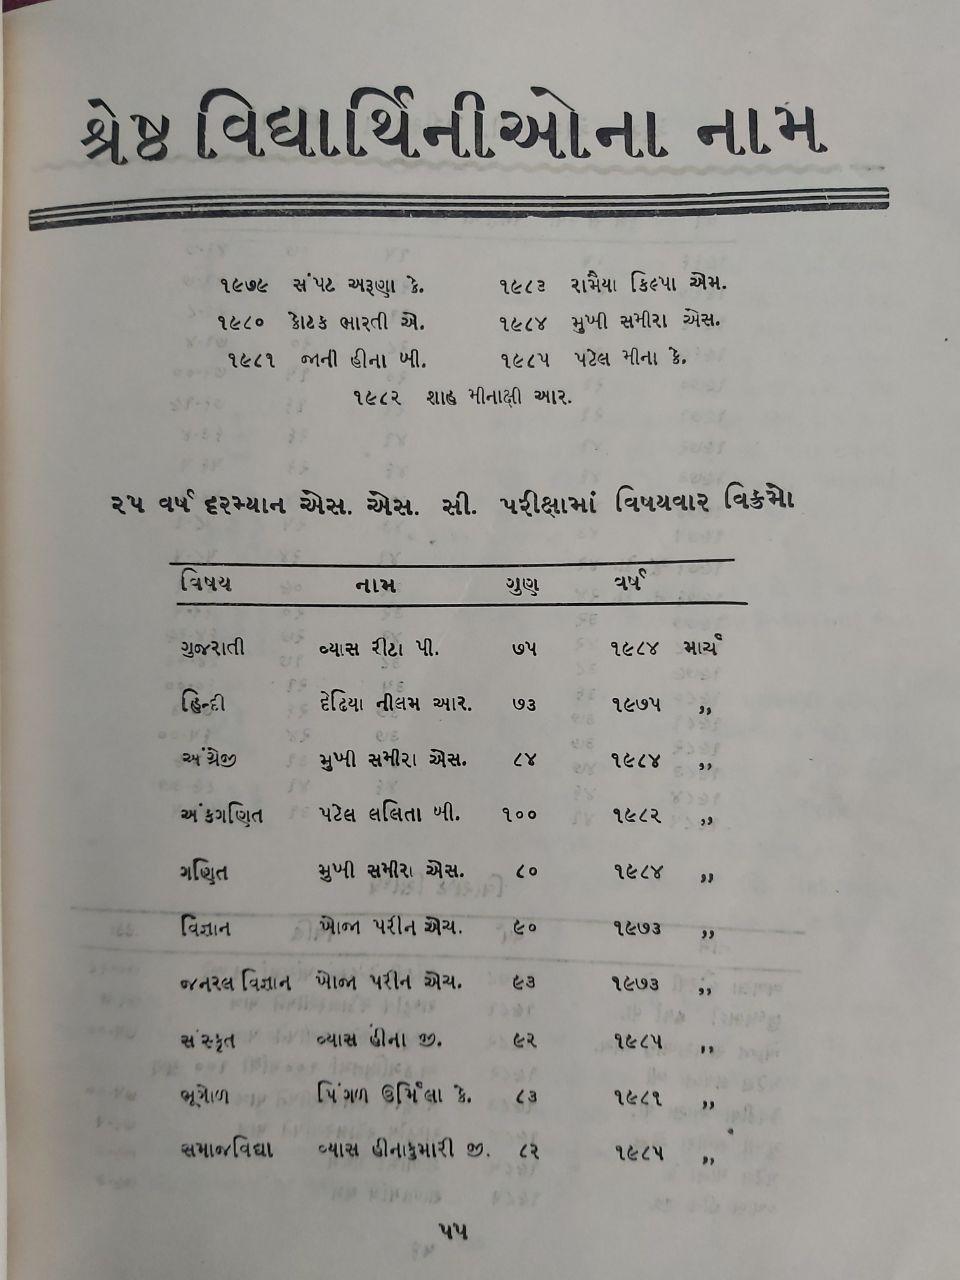 શ્રેષ્ઠ વિદ્યાર્થિનીઓના નામ
૧૯૭૯ સંપટ અરૂણા કે. ૧૯૮૩ રામૈયા કિલ્પા એમ.
૧૯૮૦ કોટક ભારતી એ. ૧૯૮૪ મુખી સમીરા એસ.
૧૯૮૧ જાની હીના બી. ૧૯૮૫ પટેલ મીના કે.
૧૯૮૨ શાહ મીનાક્ષી આર.
૨૫ વર્ષ દરમ્યાન એસ. એસ. સી. પરીક્ષામાં વિષયવાર વિક્રમો
વિષય નામ ગુણ વર્ષ
ગુજરાતી વ્યાસ રીટા પી. ૭૫ ૧૯૮૪ માર્ચ
હિન્દી દેઢિયા નીલમ આર. ૭૩ ૧૯૭૫ ,,
અંગ્રેજી મુખી સમીરા એસ. ૮૪ ૧૯૮૪ ,,
અંકગણિત પટેલ લલિતા બી. ૧૦૦ ૧૯૮૨ ,,
ગણિત મુખી સમીરા એસ. ૮૦ ૧૯૮૪ ,,
વિજ્ઞાન ખોજા પરીન એચ. ૯૦ ૧૯૭૩ ,,
જનરલ વિજ્ઞાન ખોજા પરીન એચ. ૯૩ ૧૯૭૩ ,,
સંસ્કૃત વ્યાસ હીના જી. ૯૨ ૧૯૮૫ ,,
ભૂગોળ પિંગળ ઉર્મિલા કે. ૮૩ ૧૯૮૧ ,,
સમાજવિદ્યા વ્યાસ હીનાકુમારી જી. ૮૨ ૧૯૮૫ ,,
૫૫